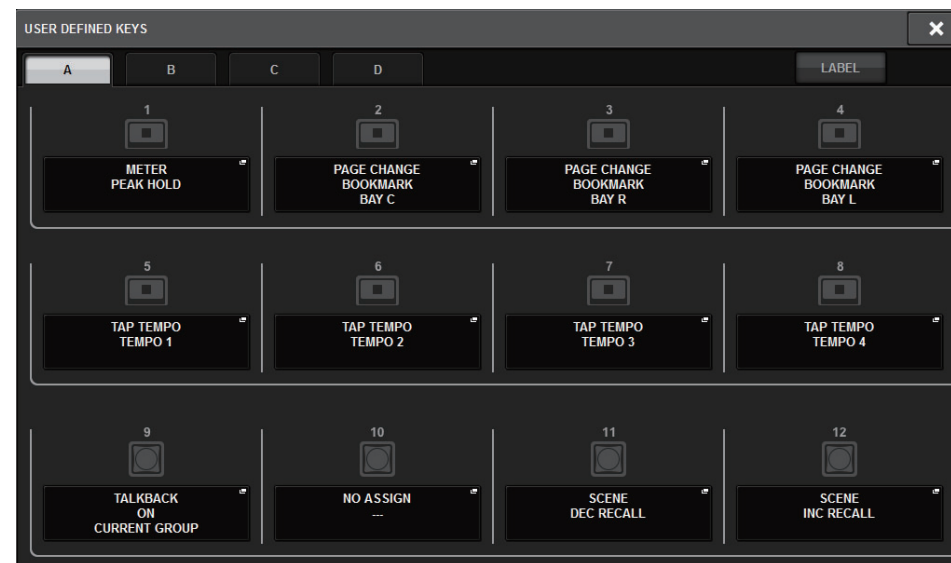 USER DEFINED KEYS
A B C D LABEL
1 2 3 4
METER
PEAK HOLD
PAGE CHANGE
BOOKMARK
BAY C
PAGE CHANGE
BOOKMARK
BAY R
PAGE CHANGE
BOOKMARK
BAY L
5 6 7 8
TAP TEMPO
TEMPO 1
TAP TEMPO
TEMPO 2
TAP TEMPO
TEMPO 3
TAP TEMPO
TEMPO 4
9 10 11 12
TALKBACK
ON
CURRENT GROUP
NO ASSIGN
---
SCENE
DEC RECALL
SCENE
INC RECALL